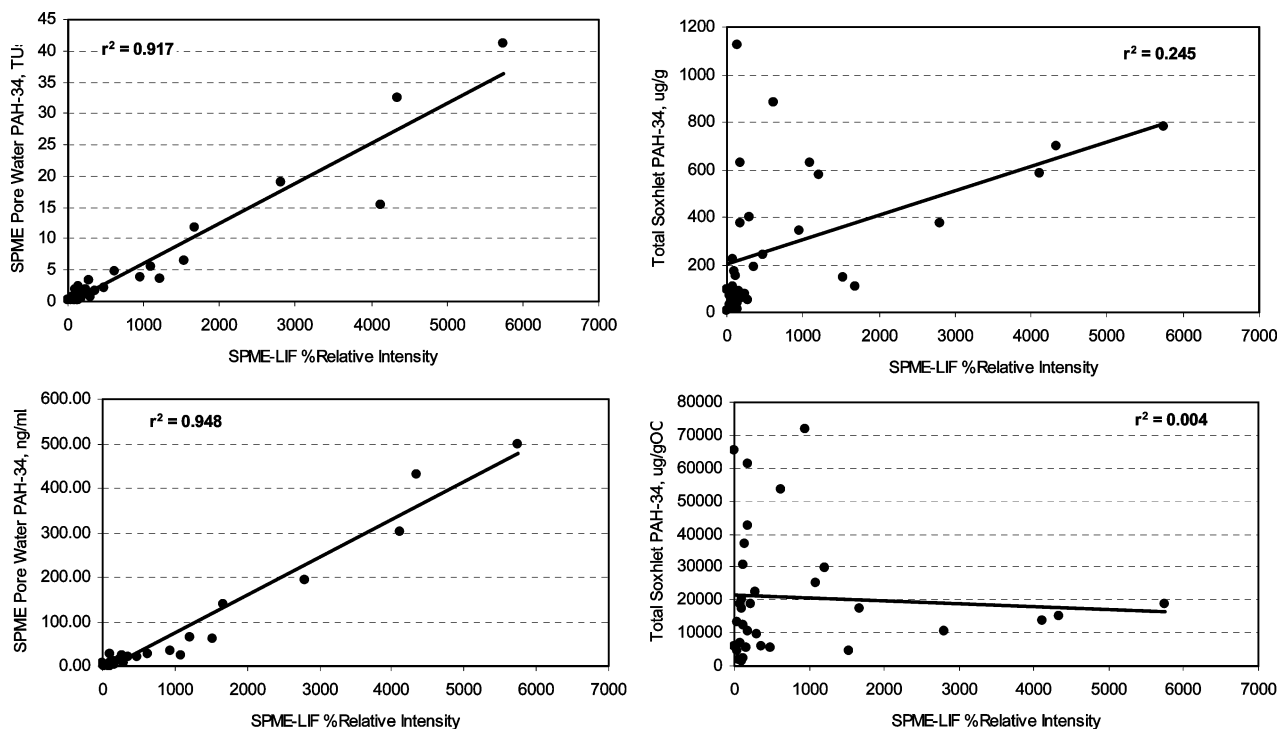 SPME Pore Water PAH-34, TU
45
40
35
30
25
20
15
10
5
0
r² = 0.917
0 1000 2000 3000 4000 5000 6000 7000
SPME-LIF %Relative Intensity
Total Soxhlet PAH-34, ug/g
1200
1000
800
600
400
200
0
r² = 0.245
0 1000 2000 3000 4000 5000 6000 7000
SPME-LIF %Relative Intensity
SPME Pore Water PAH-34, ng/ml
600.00
500.00
400.00
300.00
200.00
100.00
0.00
r² = 0.948
0 1000 2000 3000 4000 5000 6000 7000
SPME-LIF %Relative Intensity
Total Soxhlet PAH-34, ug/gOC
80000
70000
60000
50000
40000
30000
20000
10000
0
r² = 0.004
0 1000 2000 3000 4000 5000 6000 7000
SPME-LIF %Relative Intensity